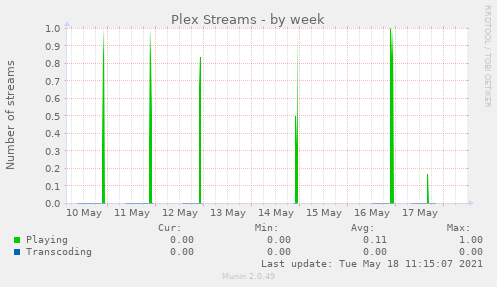 Plex Streams - by week
RRDTOOL / TOBI OETIKER
Number of streams
1.0
0.9
0.8
0.7
0.6
0.5
0.4
0.3
0.2
0.1
0.0
10 May 11 May 12 May 13 May 14 May 15 May 16 May 17 May
Cur: Min: Avg: Max:
Playing 0.00 0.00 0.11 1.00
Transcoding 0.00 0.00 0.00 0.00
Last update: Tue May 18 11:15:07 2021
Munin 2.0.49